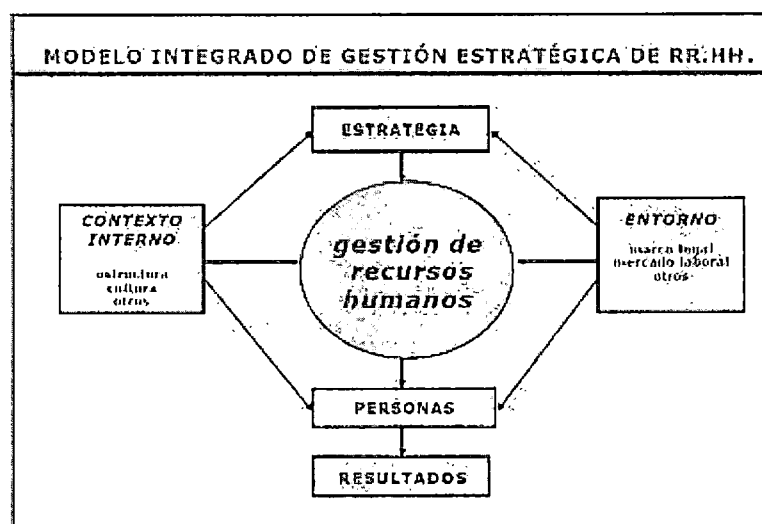 MODELO INTEGRADO DE GESTIÓN ESTRATÉGICA DE RR.HH.
ESTRATEGIA
CONTEXTO
INTERNO
estructura
cultura
otros
gestión de
recursos
humanos
ENTORNO
marco legal
mercado laboral
otros
PERSONAS
RESULTADOS